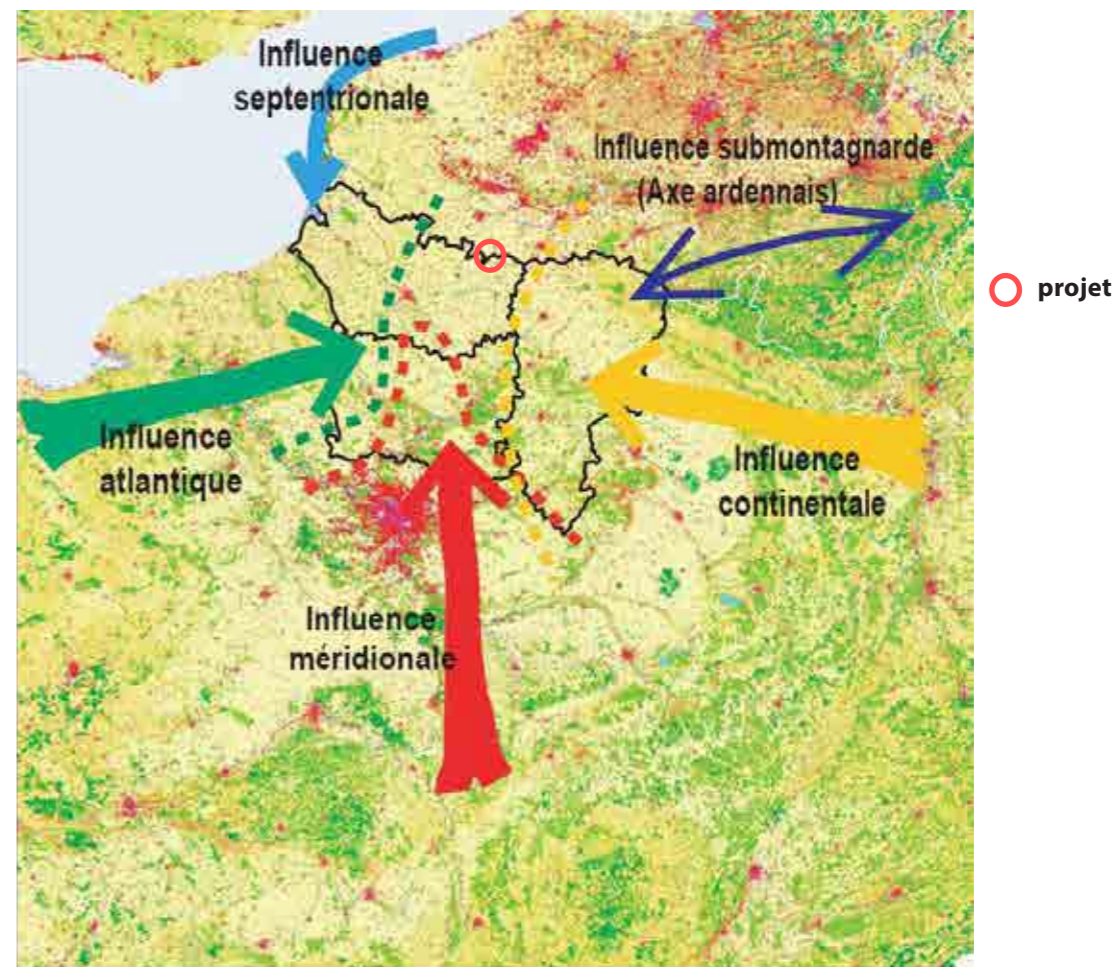 Influence
septentrionale
Influence submontagnarde
(Axe ardennais)
projet
Influence
atlantique
Influence
continentale
Influence
méridionale